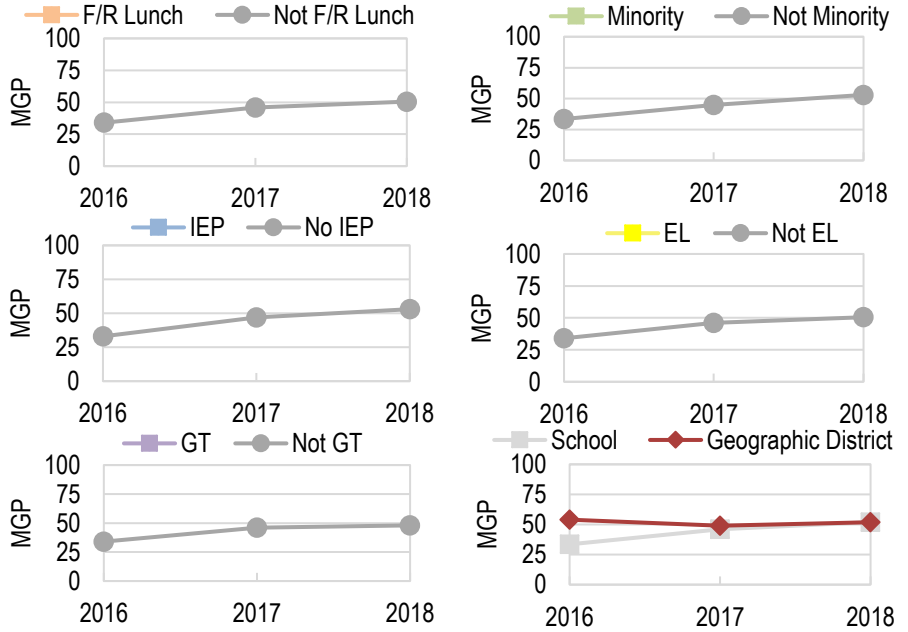 F/R Lunch Not F/R Lunch
100
75
50
25
0
MGP
2016 2017 2018
Minority Not Minority
100
75
50
25
0
MGP
2016 2017 2018
IEP No IEP
100
75
50
25
0
MGP
2016 2017 2018
EL Not EL
100
75
50
25
0
MGP
2016 2017 2018
GT Not GT
100
75
50
25
0
MGP
2016 2017 2018
School Geographic District
100
75
50
25
0
MGP
2016 2017 2018